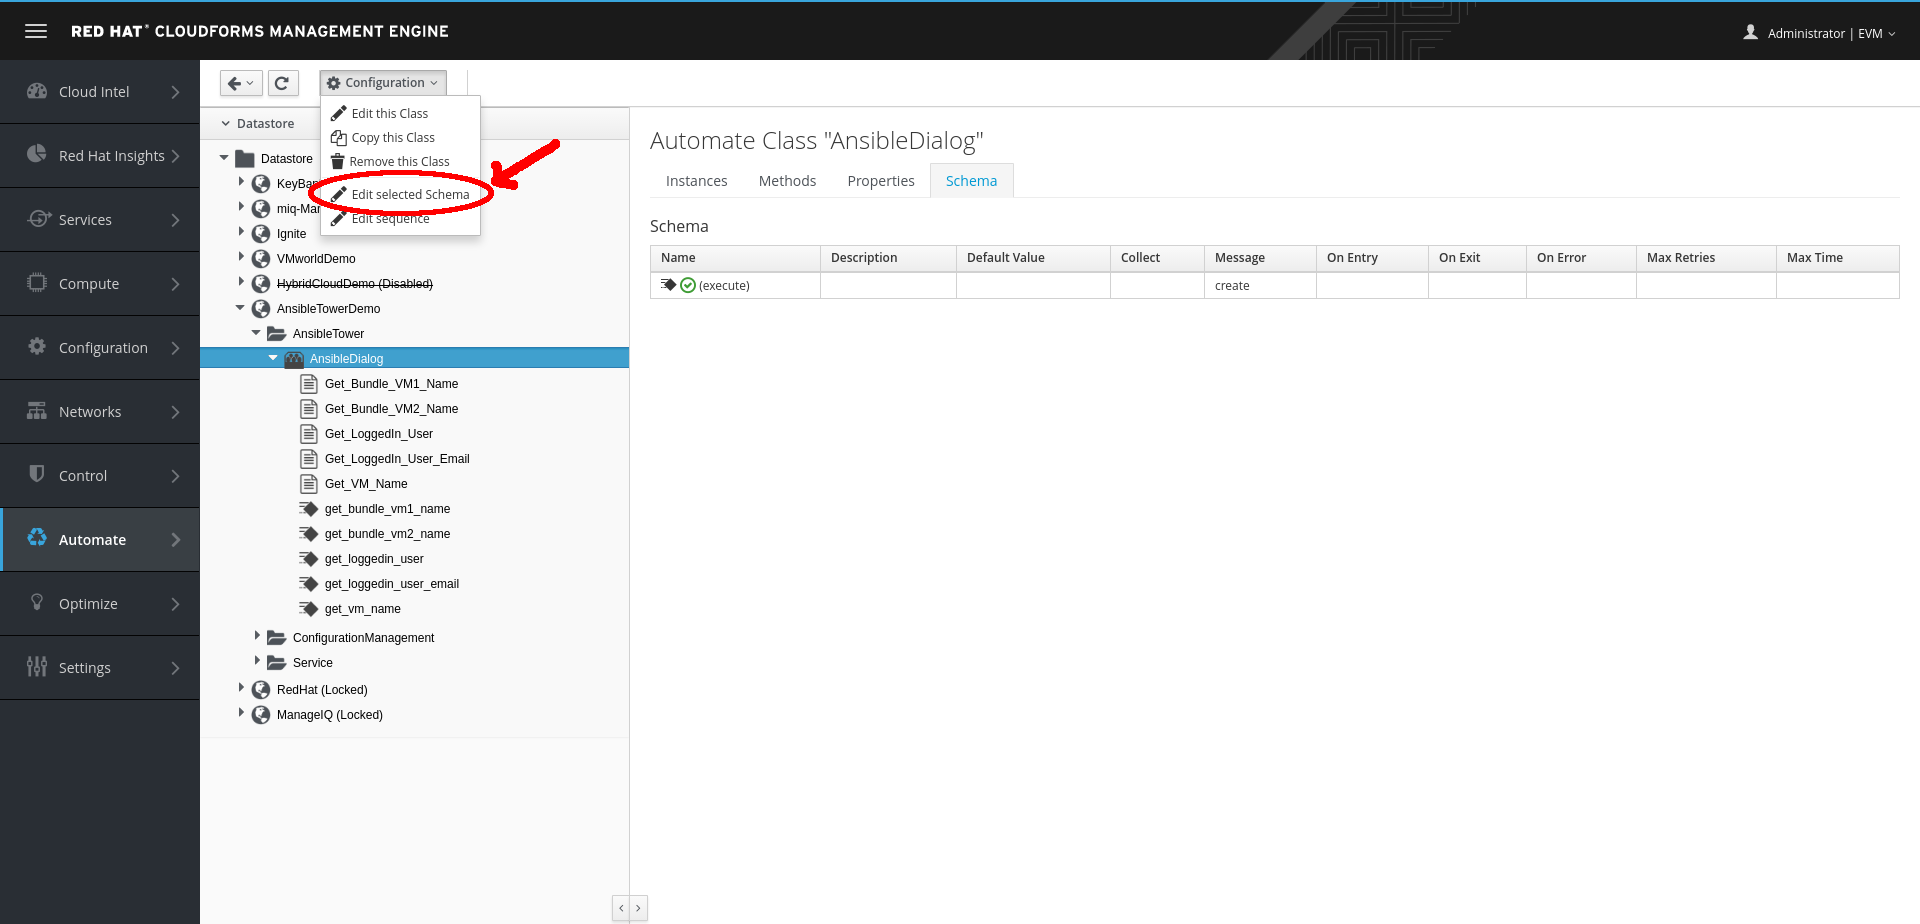 RED HAT® CLOUDFORMS MANAGEMENT ENGINE
Administrator | EVM
Cloud Intel
Red Hat Insights
Services
Compute
Configuration
Networks
Control
Automate
Optimize
Settings
Configuration
Edit this Class
Copy this Class
Remove this Class
Edit selected Schema
Edit sequence
Datastore
Datastore
KeyBan
miq-Mar
Ignite
VMworldDemo
HybridCloudDemo (Disabled)
AnsibleTowerDemo
AnsibleTower
AnsibleDialog
Get_Bundle_VM1_Name
Get_Bundle_VM2_Name
Get_LoggedIn_User
Get_LoggedIn_User_Email
Get_VM_Name
get_bundle_vm1_name
get_bundle_vm2_name
get_loggedin_user
get_loggedin_user_email
get_vm_name
ConfigurationManagement
Service
RedHat (Locked)
ManageIQ (Locked)
Automate Class "AnsibleDialog"
Instances Methods Properties Schema
Schema
Name Description Default Value Collect Message On Entry On Exit On Error Max Retries Max Time
(execute) create